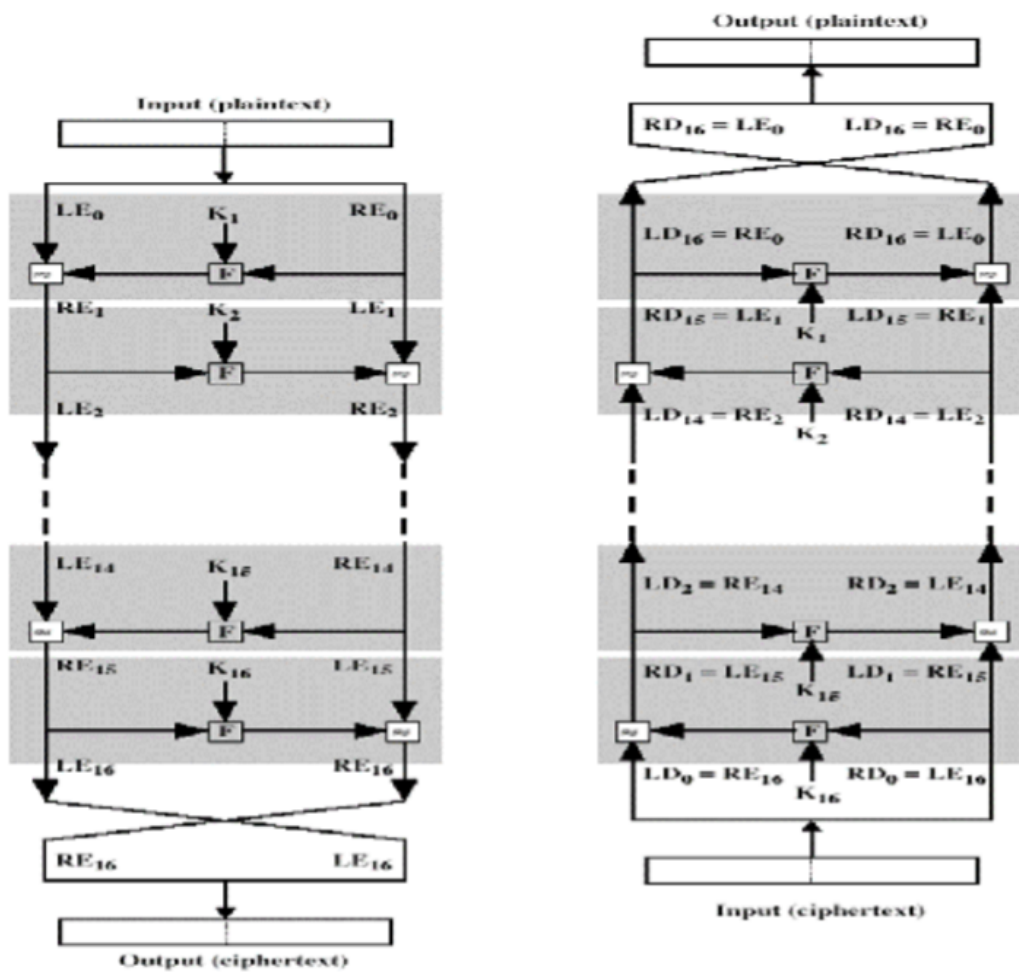 Input (plaintext)
LE₀ K₁ RE₀
F
RE₁ K₂ LE₁
F
LE₂ RE₂
LE₁₄ K₁₅ RE₁₄
F
RE₁₅ K₁₆ LE₁₅
F
LE₁₆ RE₁₆
RE₁₆ LE₁₆
Output (ciphertext)
Output (plaintext)
RD₁₆ = LE₀ LD₁₆ = RE₀
LD₁₆ = RE₀ RD₁₆ = LE₀
F
RD₁₅ = LE₁ K₁ LD₁₅ = RE₁
F
LD₁₄ = RE₂ K₂ RD₁₄ = LE₂
LD₂ = RE₁₄ RD₂ = LE₁₄
F
RD₁ = LE₁₅ K₁₅ LD₁ = RE₁₅
F
LD₀ = RE₁₆ K₁₆ RD₀ = LE₁₆
Input (ciphertext)